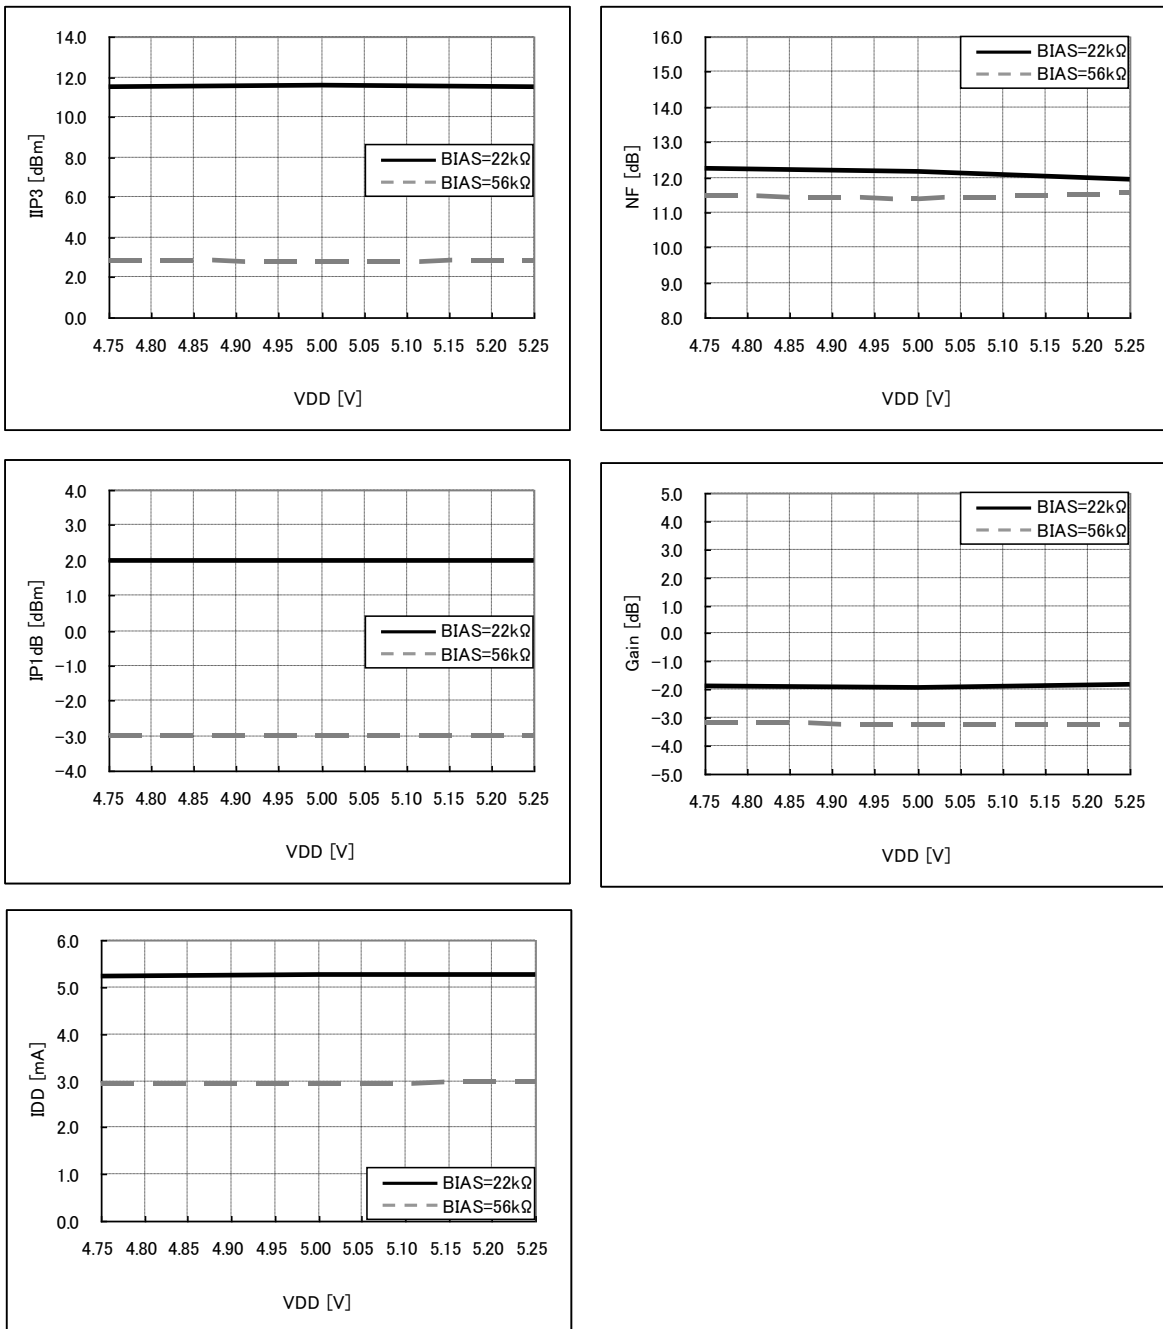 14.0
12.0
10.0
8.0
6.0
4.0
2.0
0.0
IIP3 [dBm]
BIAS=22kΩ
BIAS=56kΩ
4.75 4.80 4.85 4.90 4.95 5.00 5.05 5.10 5.15 5.20 5.25
VDD [V]
16.0
15.0
14.0
13.0
12.0
11.0
10.0
9.0
8.0
NF [dB]
BIAS=22kΩ
BIAS=56kΩ
4.75 4.80 4.85 4.90 4.95 5.00 5.05 5.10 5.15 5.20 5.25
VDD [V]
4.0
3.0
2.0
1.0
0.0
-1.0
-2.0
-3.0
-4.0
IP1dB [dBm]
BIAS=22kΩ
BIAS=56kΩ
4.75 4.80 4.85 4.90 4.95 5.00 5.05 5.10 5.15 5.20 5.25
VDD [V]
5.0
4.0
3.0
2.0
1.0
0.0
-1.0
-2.0
-3.0
-4.0
-5.0
Gain [dB]
BIAS=22kΩ
BIAS=56kΩ
4.75 4.80 4.85 4.90 4.95 5.00 5.05 5.10 5.15 5.20 5.25
VDD [V]
6.0
5.0
4.0
3.0
2.0
1.0
0.0
IDD [mA]
BIAS=22kΩ
BIAS=56kΩ
4.75 4.80 4.85 4.90 4.95 5.00 5.05 5.10 5.15 5.20 5.25
VDD [V]